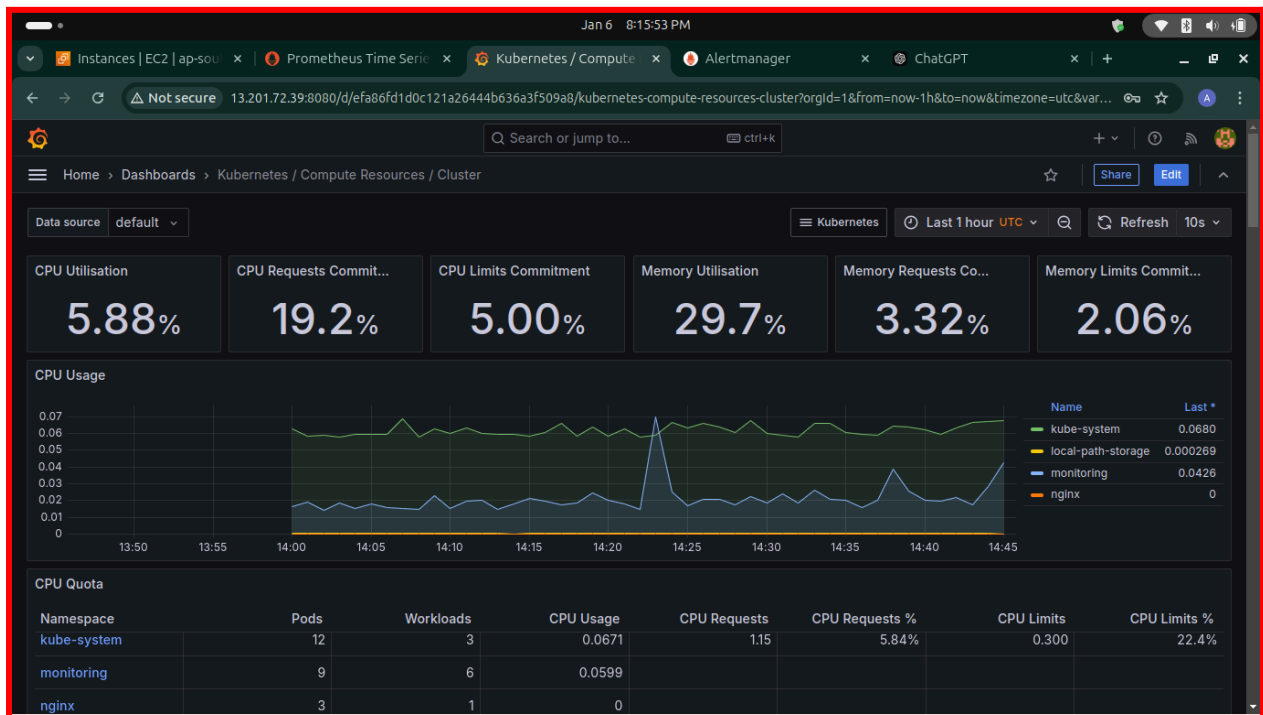 Jan 6 8:15:53 PM
Instances | EC2 | ap-sou
Prometheus Time Serie
Kubernetes / Compute
Alertmanager
ChatGPT
Not secure 13.201.72.39:8080/d/efa86fd1d0c121a26444b636a3f509a8/kubernetes-compute-resources-cluster?orgId=1&from=now-1h&to=now&timezone=utc&var...
A
Search or jump to...
ctrl+k
Home › Dashboards › Kubernetes / Compute Resources / Cluster
Share
Edit
Data source default
Kubernetes
Last 1 hour UTC
Refresh 10s
CPU Utilisation
5.88%
CPU Requests Commit...
19.2%
CPU Limits Commitment
5.00%
Memory Utilisation
29.7%
Memory Requests Co...
3.32%
Memory Limits Commit...
2.06%
CPU Usage
0.07
0.06
0.05
0.04
0.03
0.02
0.01
0
13:50 13:55 14:00 14:05 14:10 14:15 14:20 14:25 14:30 14:35 14:40 14:45
Name Last *
kube-system 0.0680
local-path-storage 0.000269
monitoring 0.0426
nginx 0
CPU Quota
Namespace Pods Workloads CPU Usage CPU Requests CPU Requests % CPU Limits CPU Limits %
kube-system 12 3 0.0671 1.15 5.84% 0.300 22.4%
monitoring 9 6 0.0599
nginx 3 1 0